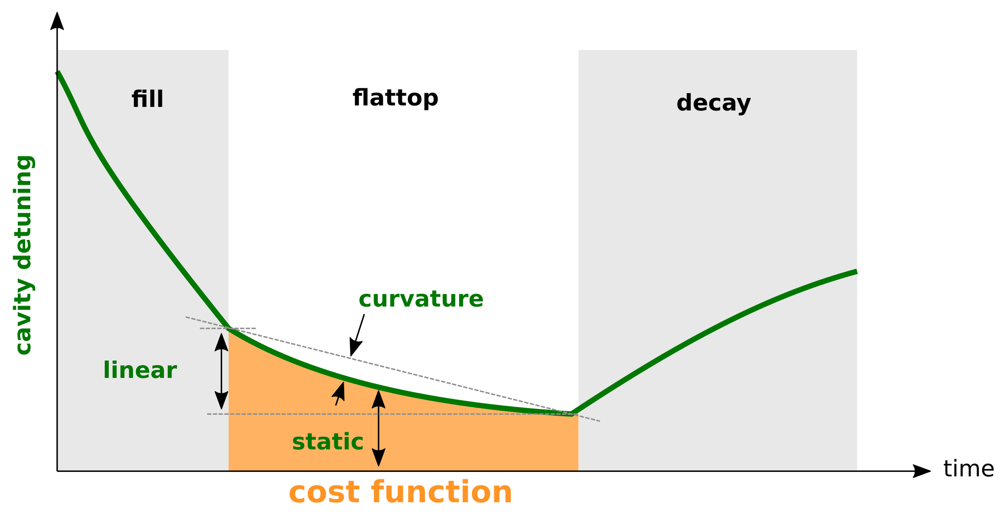 fill
flattop
decay
cavity detuning
curvature
linear
static
time
cost function